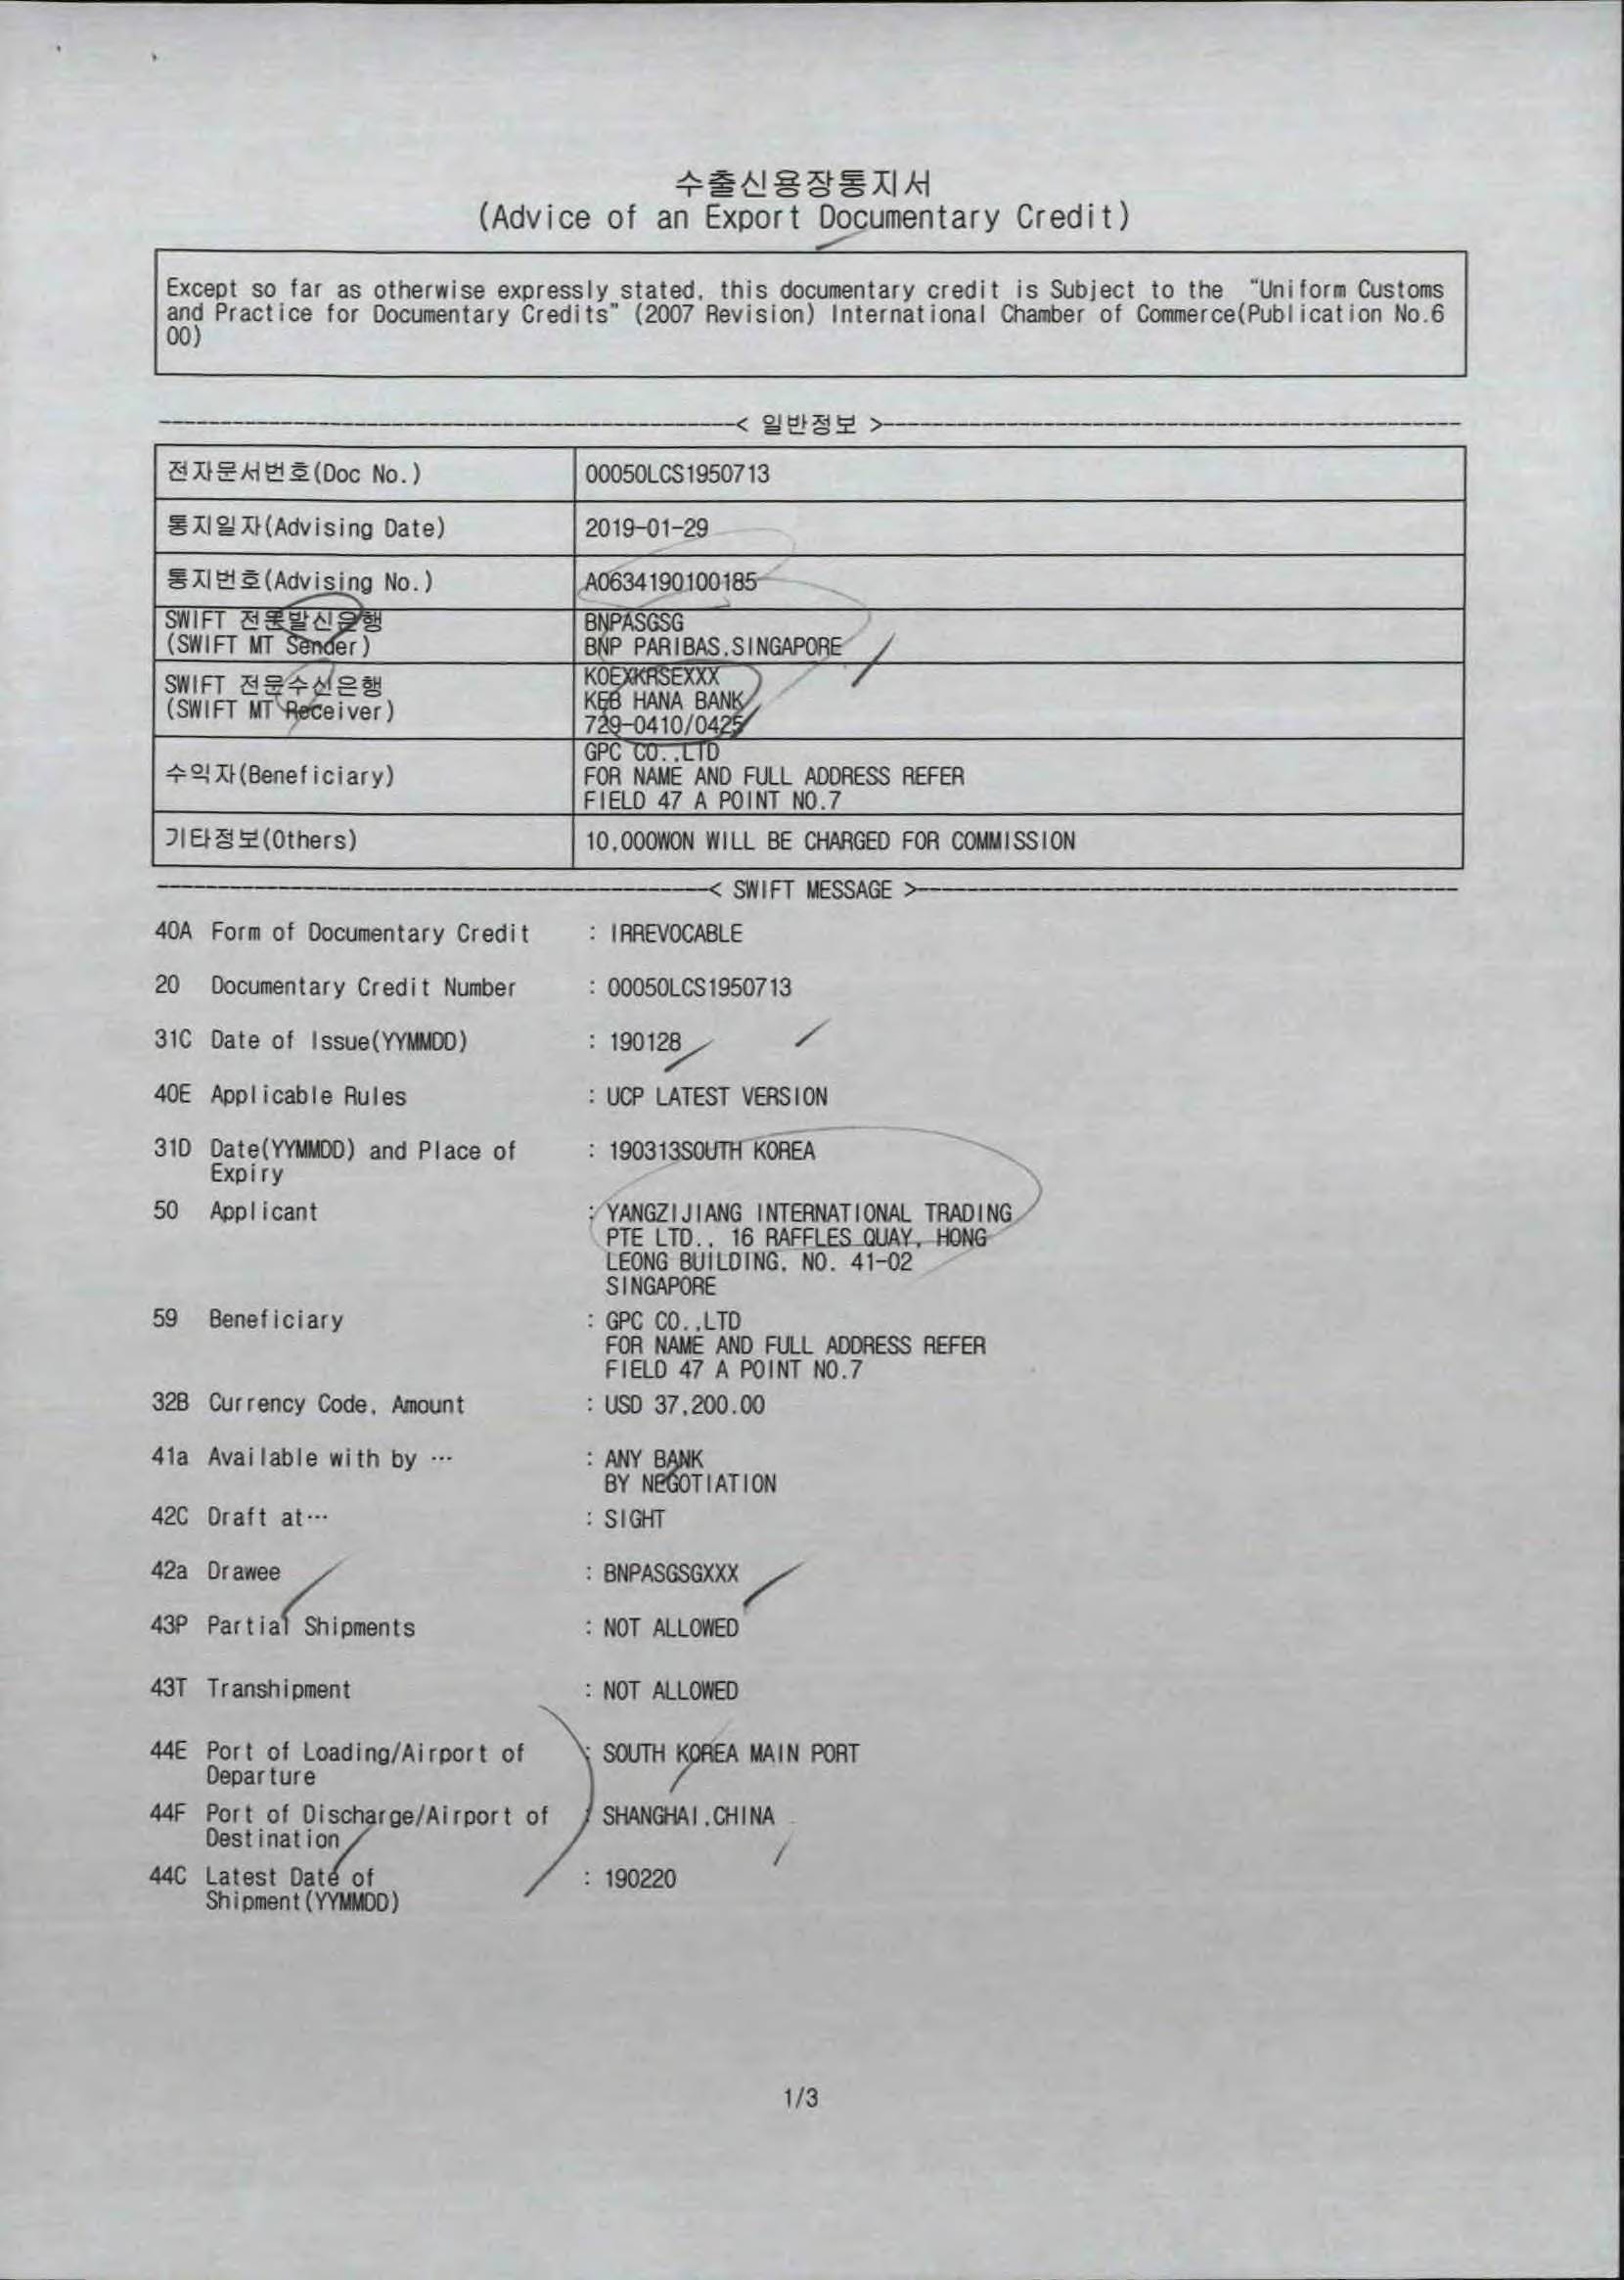 수출신용장통지서
(Advice of an Export Documentary Credit)
Except so far as otherwise expressly stated, this documentary credit is Subject to the "Uniform Customs
and Practice for Documentary Credits" (2007 Revision) International Chamber of Commerce(Publication No.6
00)
< 일반정보 >
전자문서번호(Doc No.) 00050LCS1950713
통지일자(Advising Date) 2019-01-29
통지번호(Advising No.) A0634190100185
SWIFT 전문발신은행 BNPASGSG
(SWIFT MT Sender) BNP PARIBAS,SINGAPORE
SWIFT 전문수신은행 KOEXKRSEXXX
(SWIFT MT Receiver) KEB HANA BANK
729-0410/0425
GPC CO.,LTD
수익자(Beneficiary) FOR NAME AND FULL ADDRESS REFER
FIELD 47 A POINT NO.7
기타정보(Others) 10,000WON WILL BE CHARGED FOR COMMISSION
< SWIFT MESSAGE >
40A Form of Documentary Credit : IRREVOCABLE
20 Documentary Credit Number : 00050LCS1950713
31C Date of Issue(YYMMDD) : 190128
40E Applicable Rules : UCP LATEST VERSION
31D Date(YYMMDD) and Place of : 190313SOUTH KOREA
Expiry
50 Applicant : YANGZIJIANG INTERNATIONAL TRADING
PTE LTD., 16 RAFFLES QUAY, HONG
LEONG BUILDING, NO. 41-02
SINGAPORE
59 Beneficiary : GPC CO.,LTD
FOR NAME AND FULL ADDRESS REFER
FIELD 47 A POINT NO.7
32B Currency Code, Amount : USD 37,200.00
41a Available with by … : ANY BANK
BY NEGOTIATION
42C Draft at… : SIGHT
42a Drawee : BNPASGSGXXX
43P Partial Shipments : NOT ALLOWED
43T Transhipment : NOT ALLOWED
44E Port of Loading/Airport of : SOUTH KOREA MAIN PORT
Departure
44F Port of Discharge/Airport of : SHANGHAI,CHINA
Destination
44C Latest Date of : 190220
Shipment(YYMMDD)
1/3